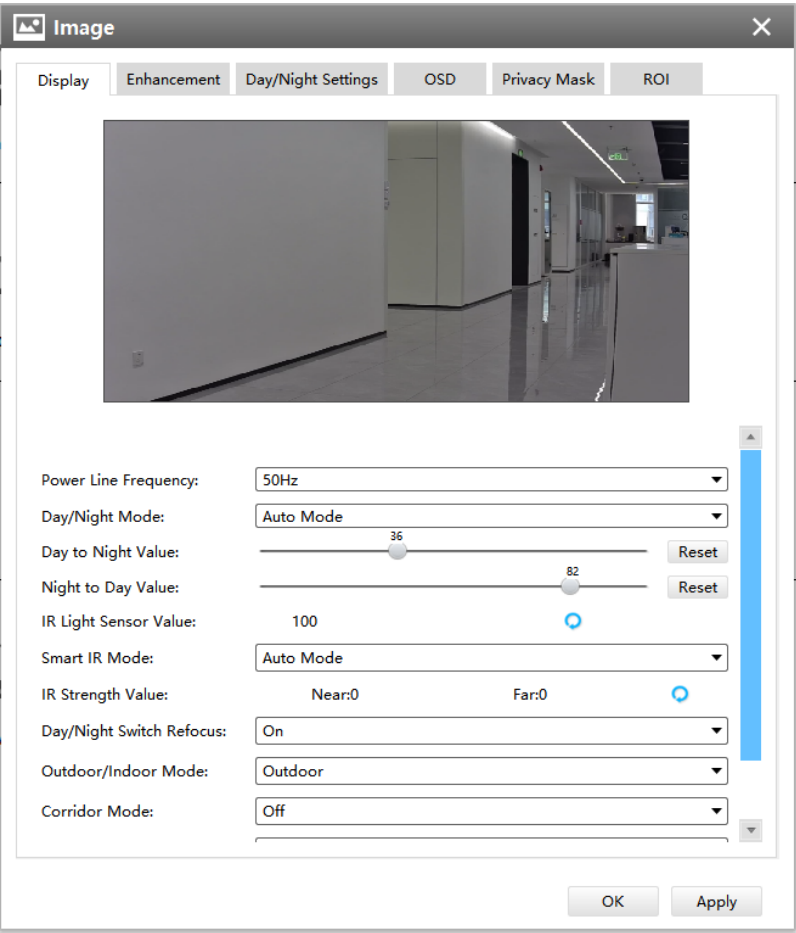 Image
Display Enhancement Day/Night Settings OSD Privacy Mask ROI
Power Line Frequency: 50Hz
Day/Night Mode: Auto Mode
36
Day to Night Value: Reset
82
Night to Day Value: Reset
IR Light Sensor Value: 100
Smart IR Mode: Auto Mode
IR Strength Value: Near:0 Far:0
Day/Night Switch Refocus: On
Outdoor/Indoor Mode: Outdoor
Corridor Mode: Off
OK Apply